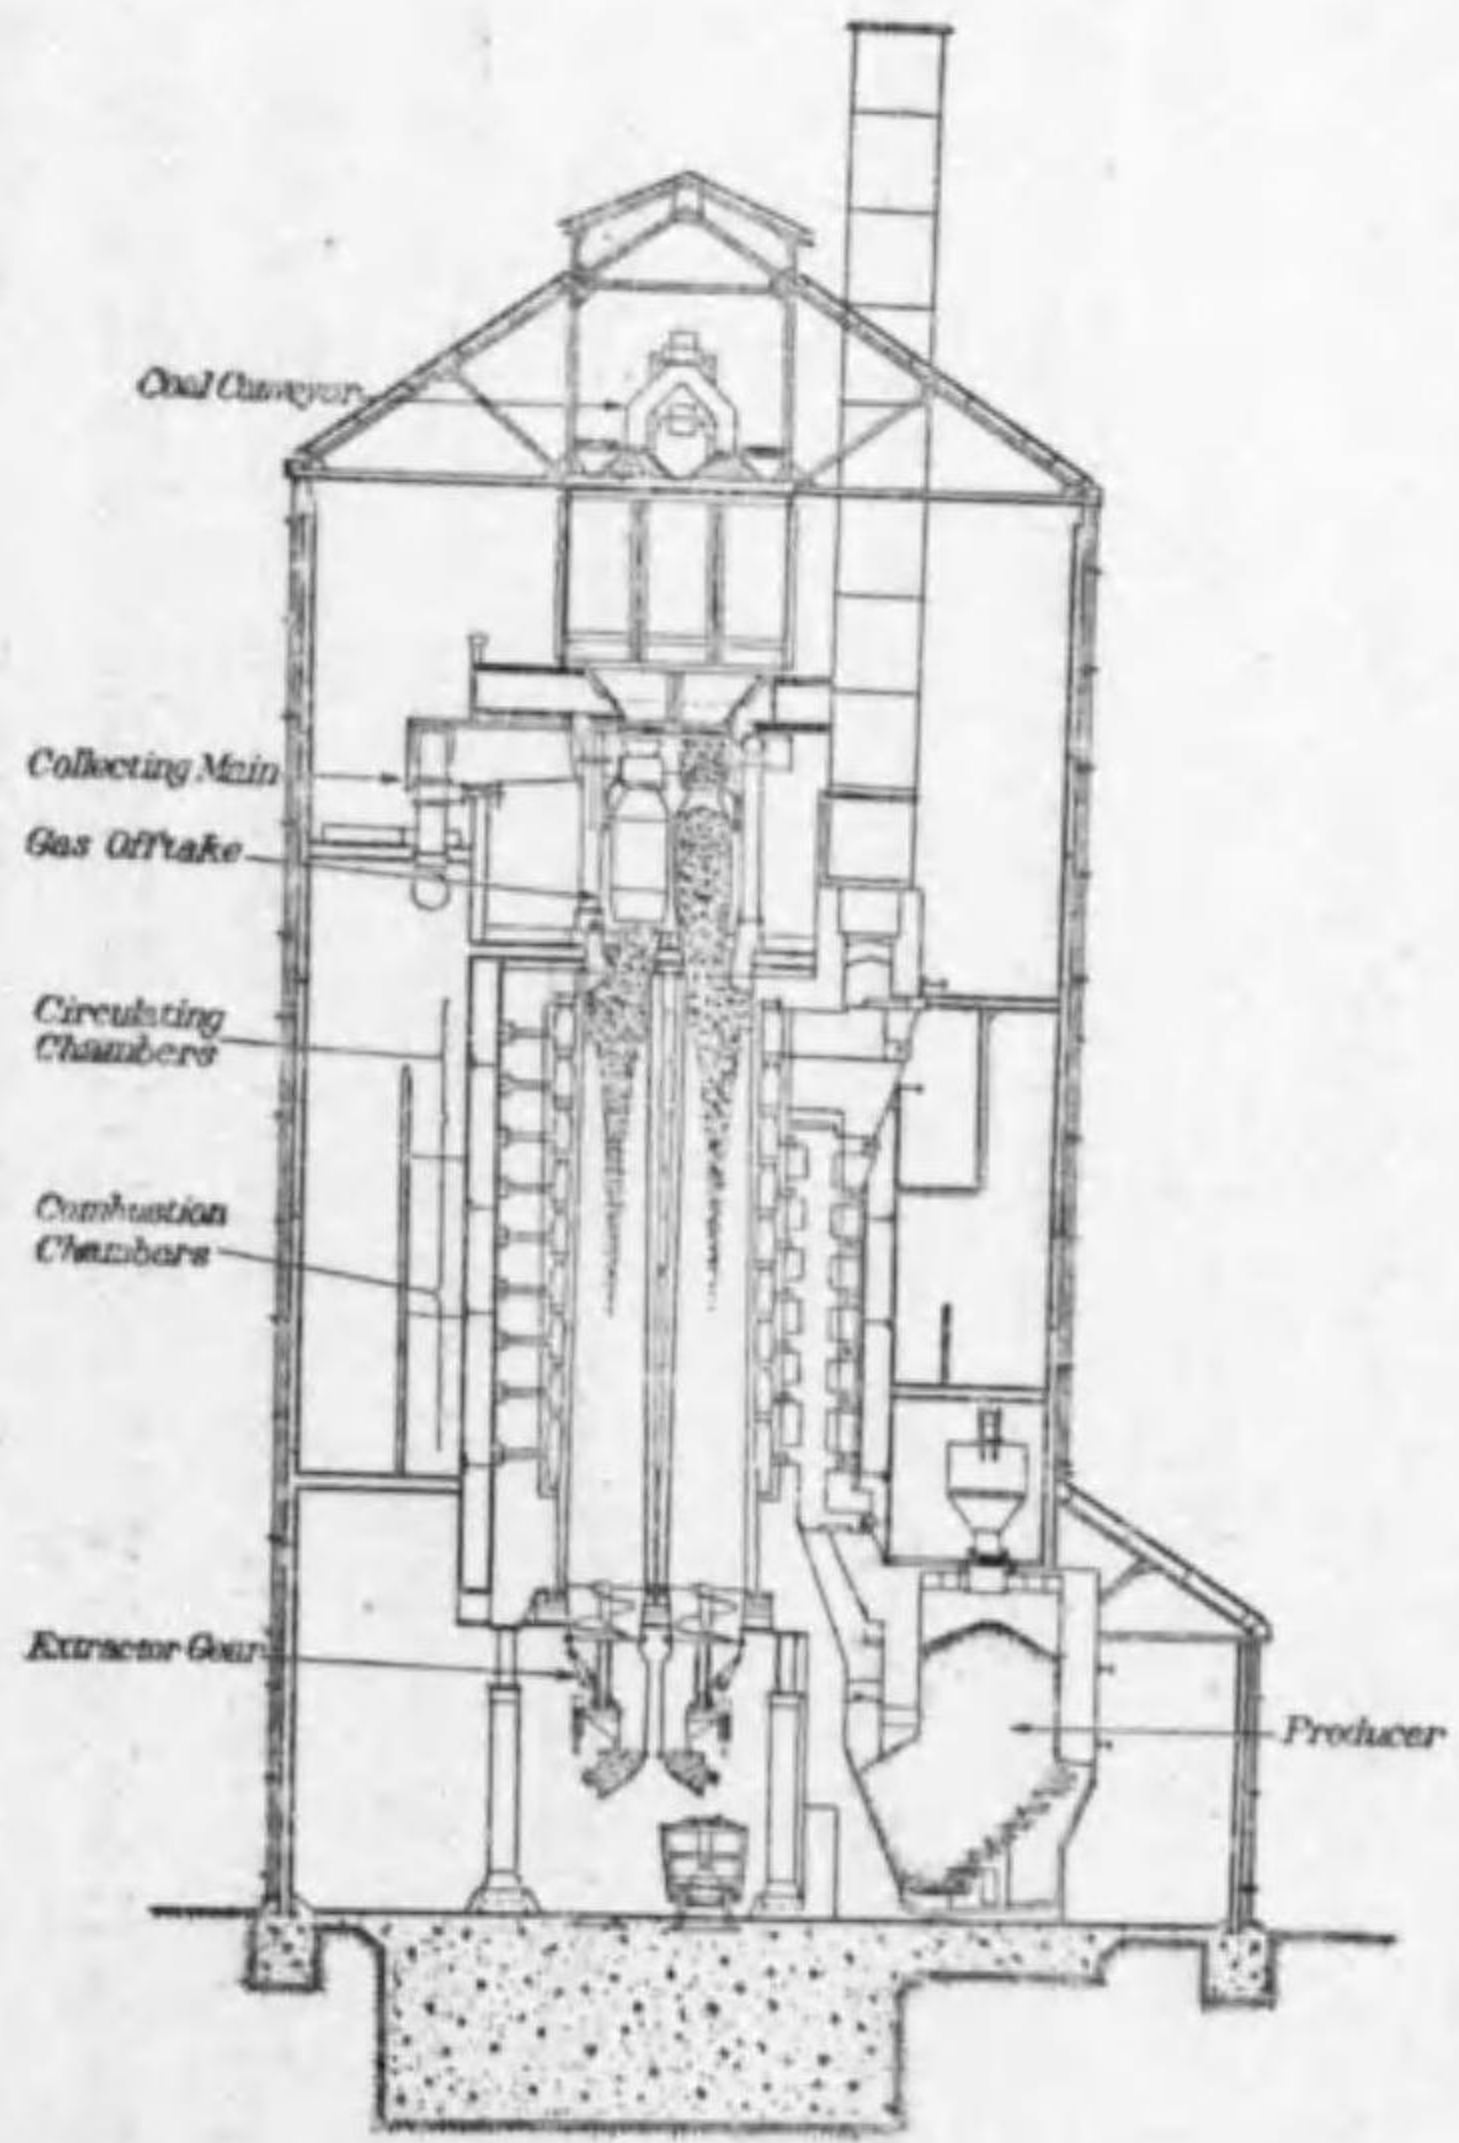 Coal Conveyor
Collecting Main
Gas Offtake
Circulating
Chambers
Combustion
Chambers
Extractor Gear
Producer